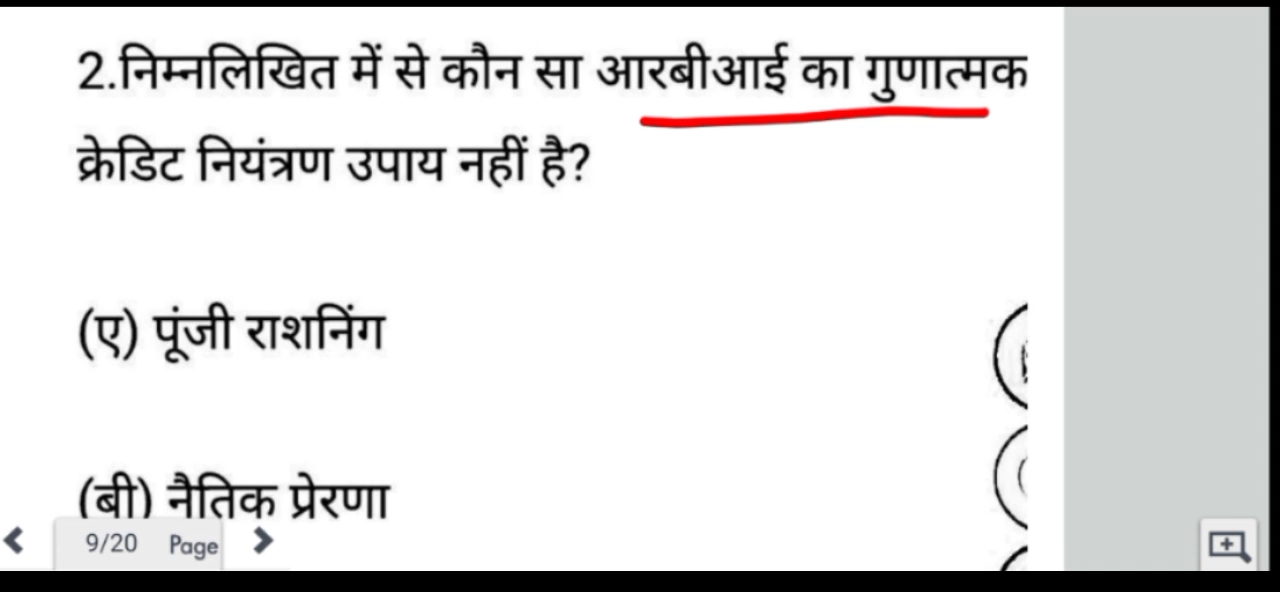 2.निम्नलिखित में से कौन सा आरबीआई का गुणात्मक
क्रेडिट नियंत्रण उपाय नहीं है?
(ए) पूंजी राशनिंग
(बी) नैतिक प्रेरणा
9/20 Page